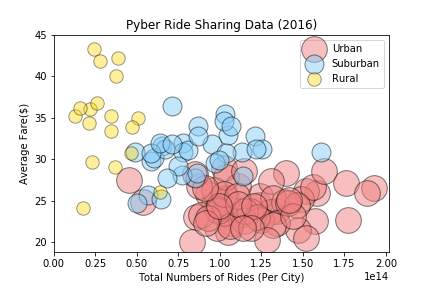 Pyber Ride Sharing Data (2016)
Urban
Suburban
Rural
Average Fare($)
45
40
35
30
25
20
0.00 0.25 0.50 0.75 1.00 1.25 1.50 1.75 2.00
1e14
Total Numbers of Rides (Per City)